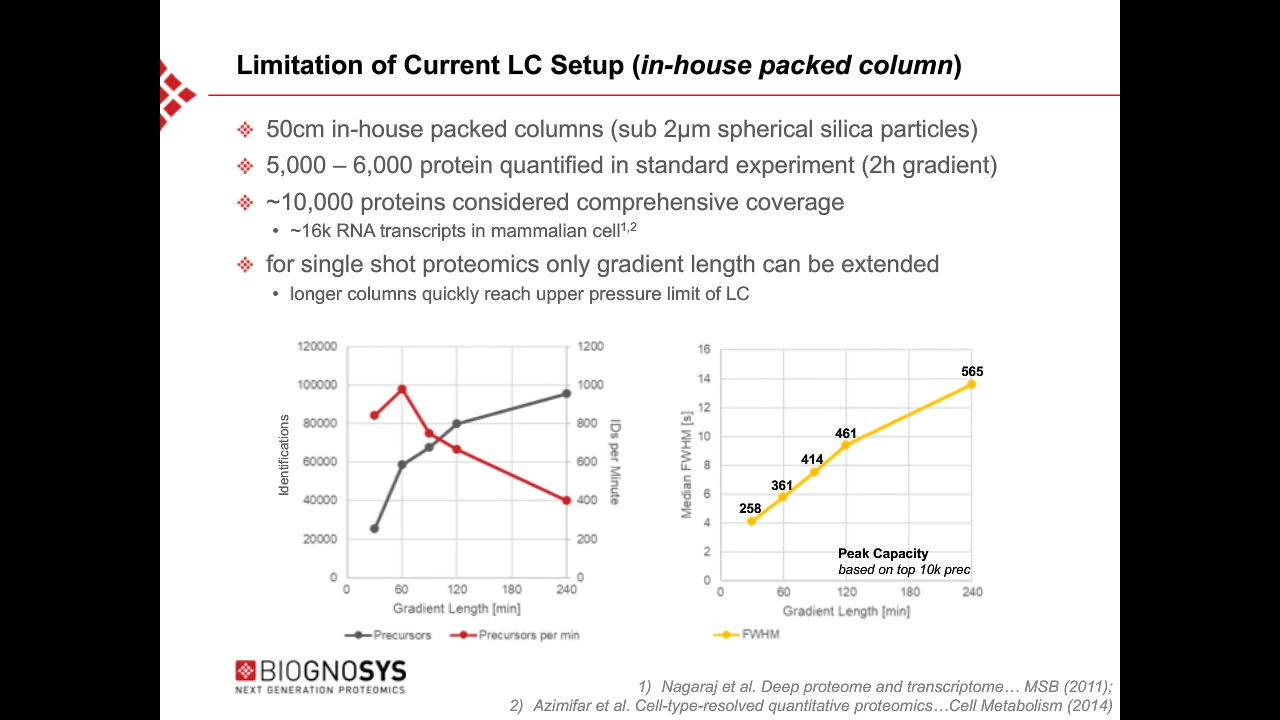 Limitation of Current LC Setup (in-house packed column)
50cm in-house packed columns (sub 2µm spherical silica particles)
5,000 – 6,000 protein quantified in standard experiment (2h gradient)
~10,000 proteins considered comprehensive coverage
• ~16k RNA transcripts in mammalian cell1,2
for single shot proteomics only gradient length can be extended
• longer columns quickly reach upper pressure limit of LC
120000
100000
80000
60000
40000
20000
0
Identifications
1200
1000
800
600
400
200
0
IDs per Minute
0 60 120 180 240
Gradient Length [min]
Precursors Precursors per min
16
14
12
10
8
6
4
2
0
Median FWHM [s]
258
361
414
461
565
Peak Capacity
based on top 10k prec
0 60 120 180 240
Gradient Length [min]
FWHM
BIOGNOSYS
NEXT GENERATION PROTEOMICS
1) Nagaraj et al. Deep proteome and transcriptome… MSB (2011);
2) Azimifar et al. Cell-type-resolved quantitative proteomics…Cell Metabolism (2014)